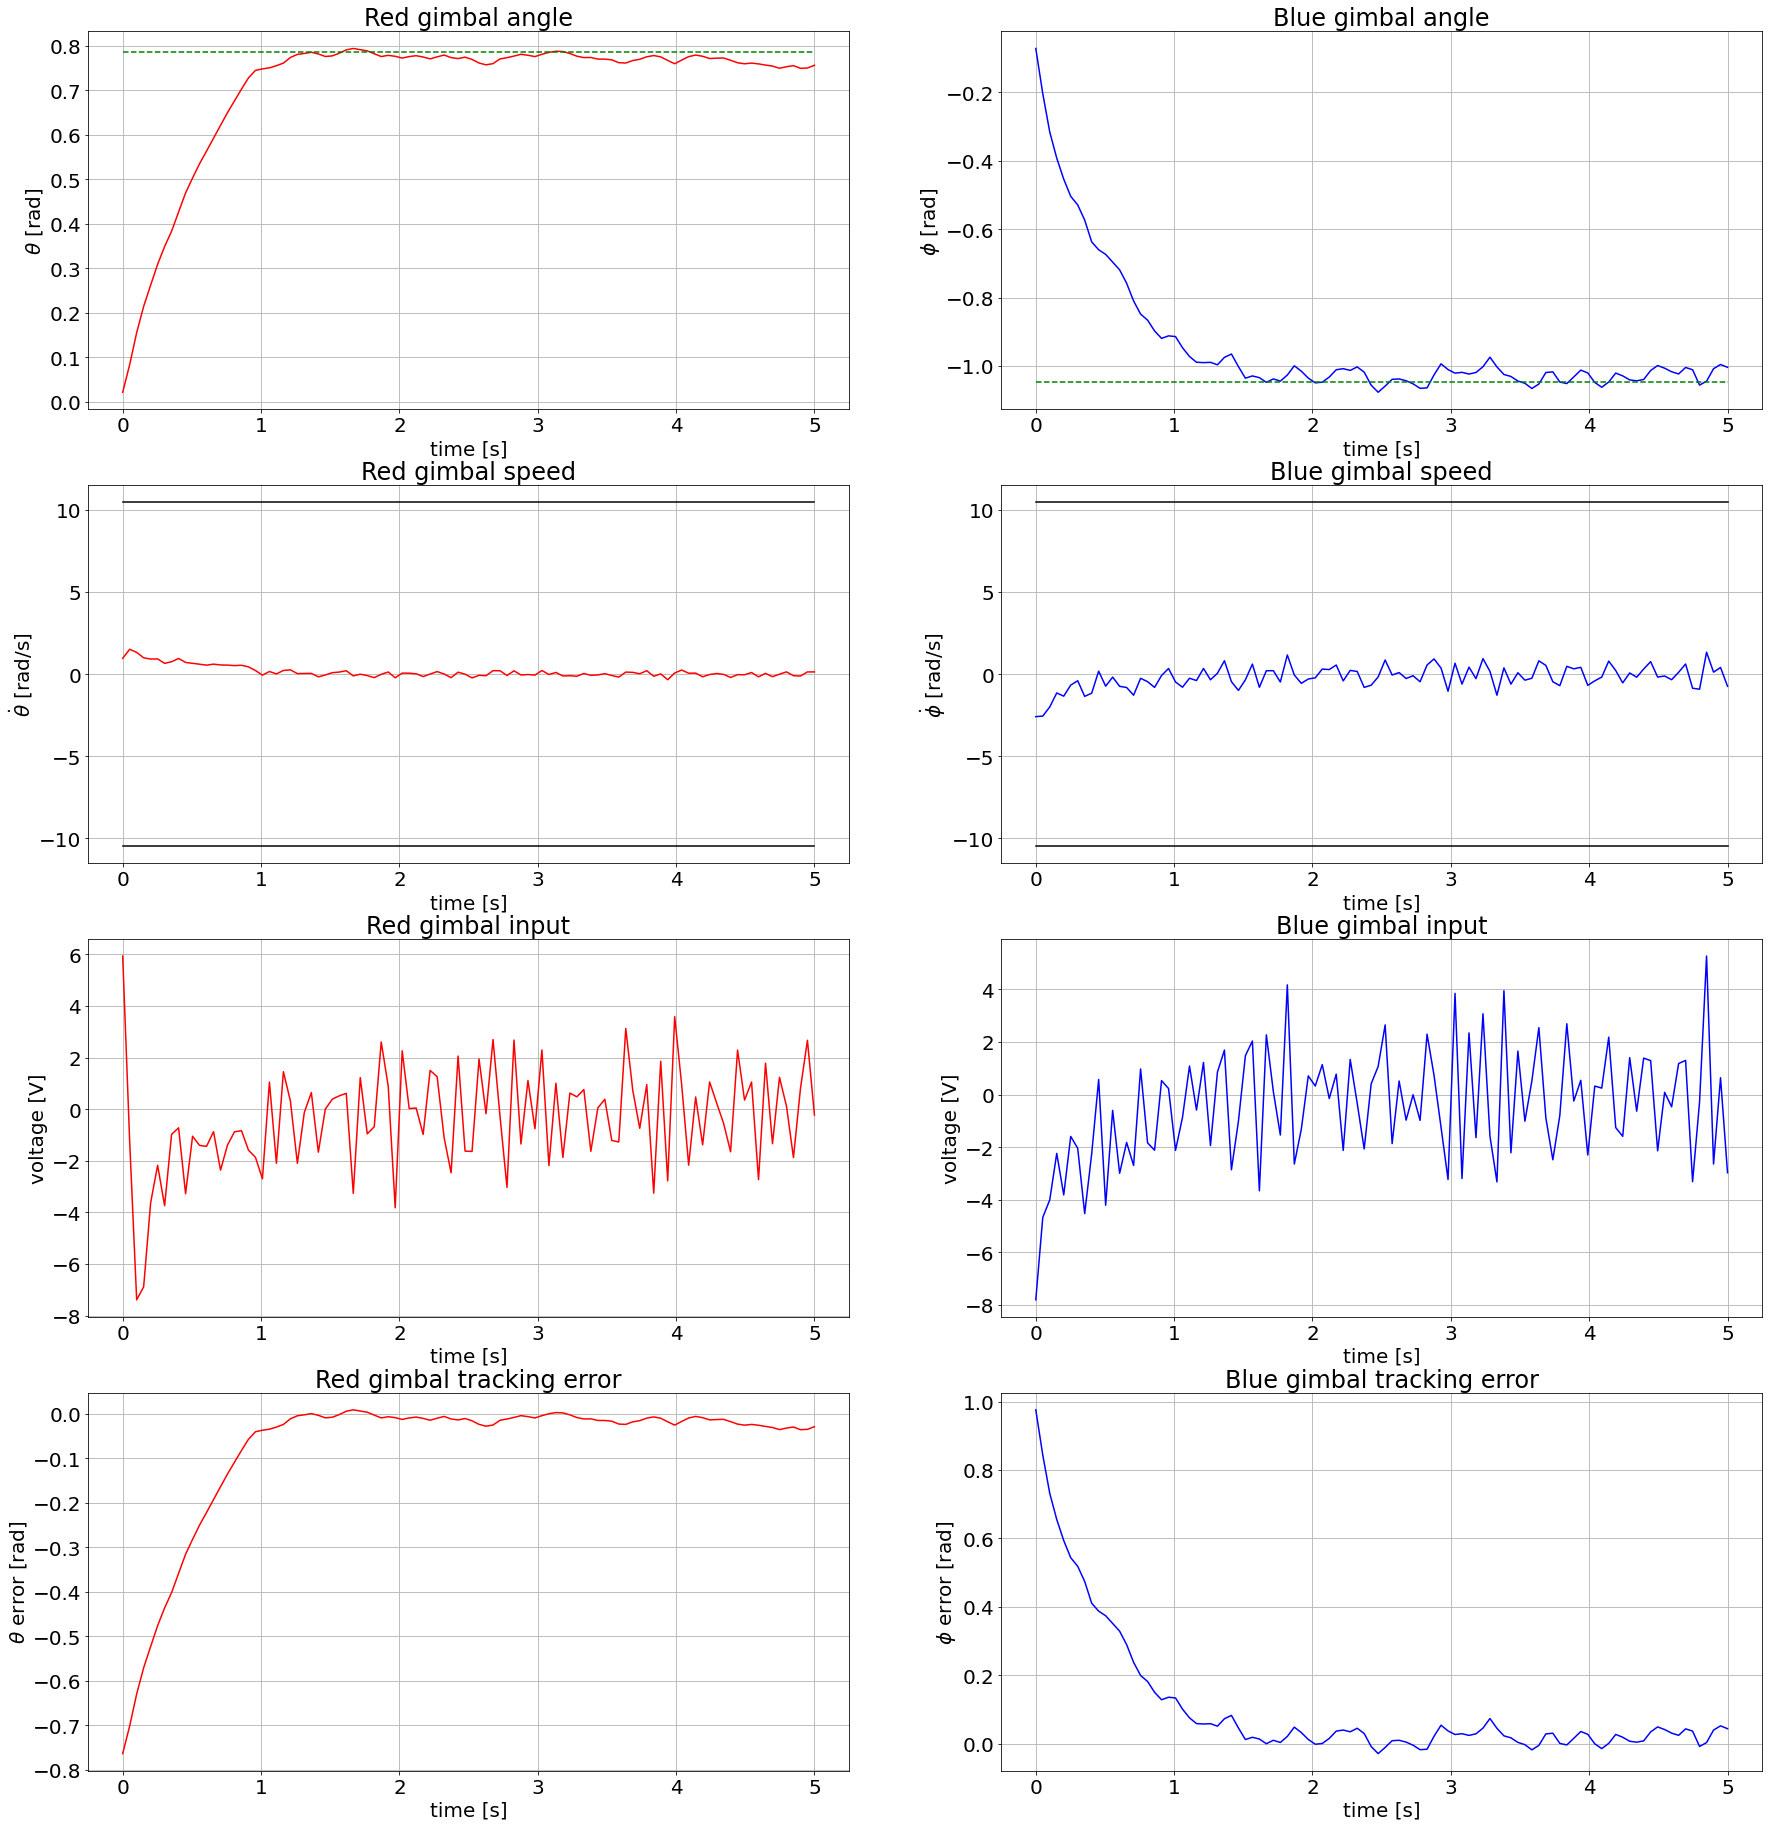 Red gimbal angle
0.8
0.7
0.6
0.5
0.4
0.3
0.2
0.1
0.0
θ [rad]
0 1 2 3 4 5
time [s]
Blue gimbal angle
−0.2
−0.4
−0.6
−0.8
−1.0
ϕ [rad]
0 1 2 3 4 5
time [s]
Red gimbal speed
10
5
0
−5
−10
θ̇ [rad/s]
0 1 2 3 4 5
time [s]
Blue gimbal speed
10
5
0
−5
−10
ϕ̇ [rad/s]
0 1 2 3 4 5
time [s]
Red gimbal input
6
4
2
0
−2
−4
−6
−8
voltage [V]
0 1 2 3 4 5
time [s]
Blue gimbal input
4
2
0
−2
−4
−6
−8
voltage [V]
0 1 2 3 4 5
time [s]
Red gimbal tracking error
0.0
−0.1
−0.2
−0.3
−0.4
−0.5
−0.6
−0.7
−0.8
θ error [rad]
0 1 2 3 4 5
time [s]
Blue gimbal tracking error
1.0
0.8
0.6
0.4
0.2
0.0
ϕ error [rad]
0 1 2 3 4 5
time [s]